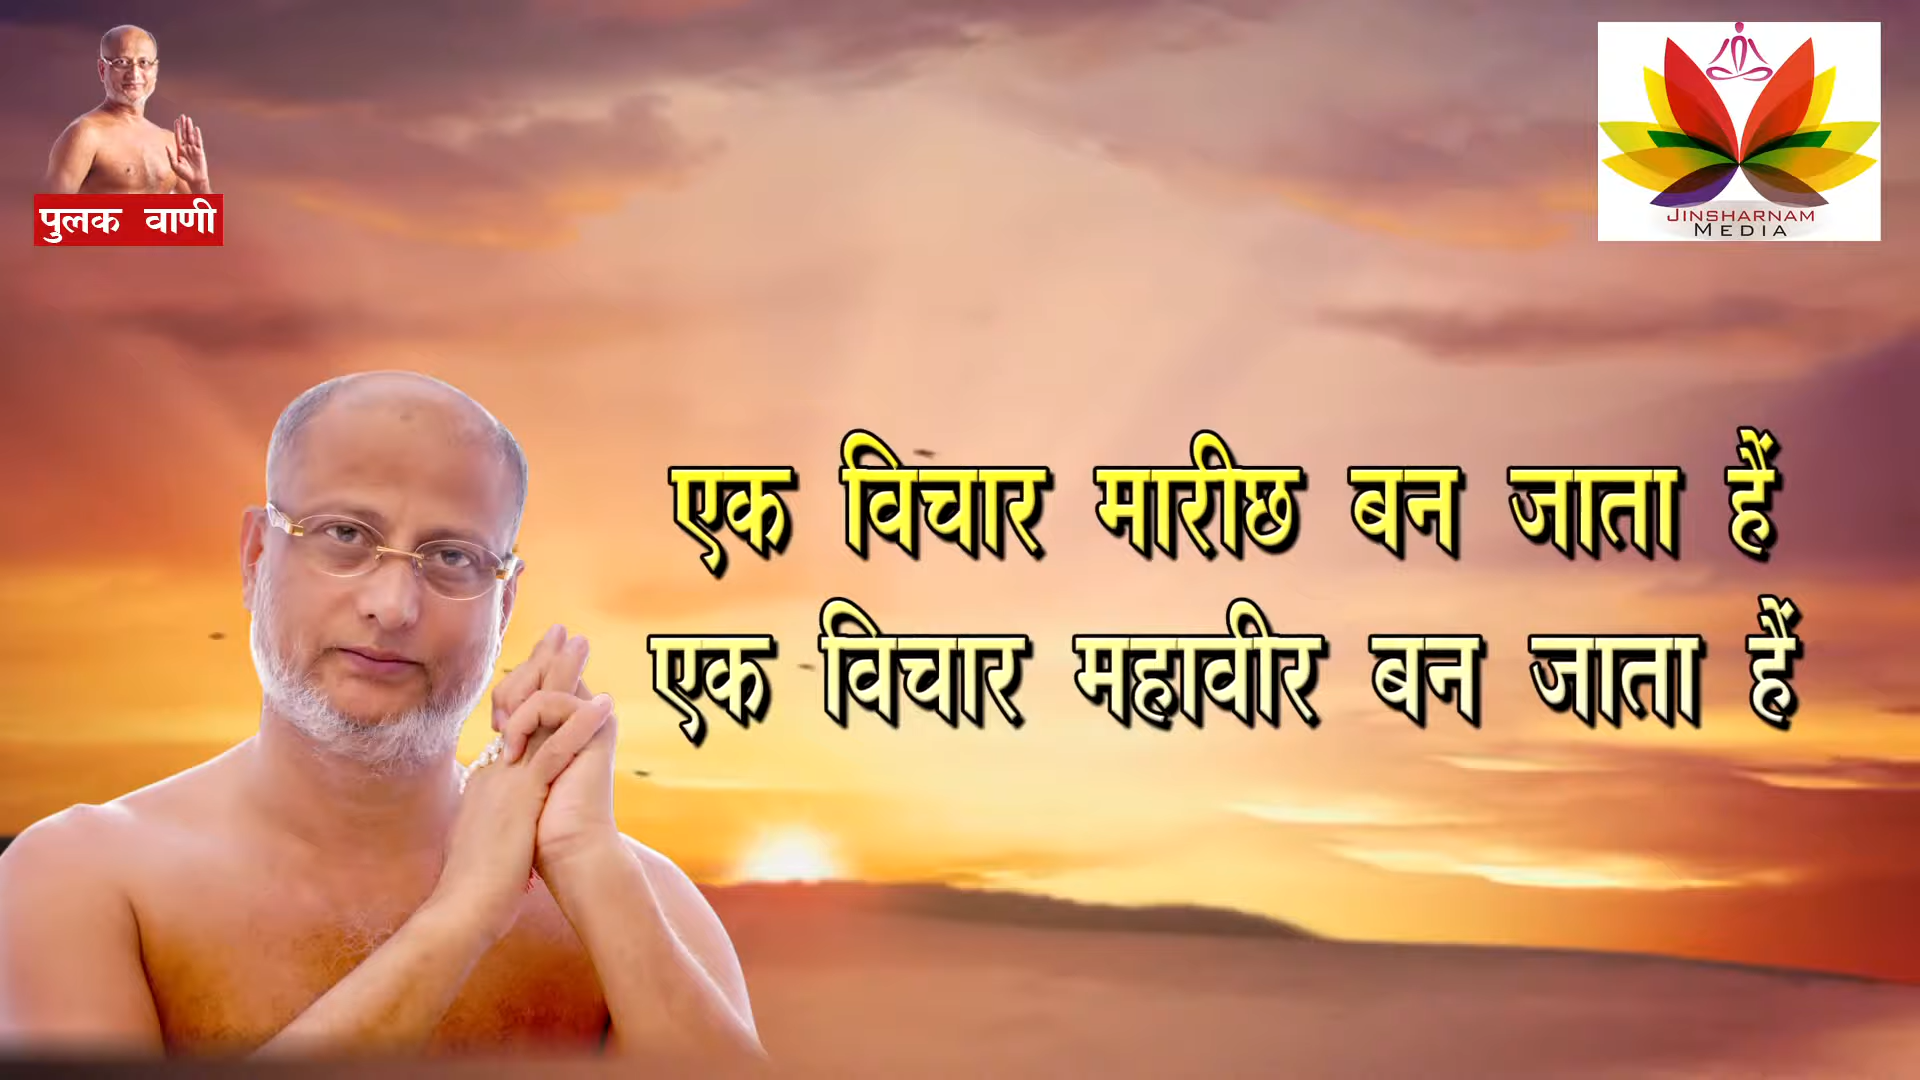 पुलक वाणी
JINSHARNAM
MEDIA
एक विचार मारीछ बन जाता हैं
एक विचार महावीर बन जाता हैं